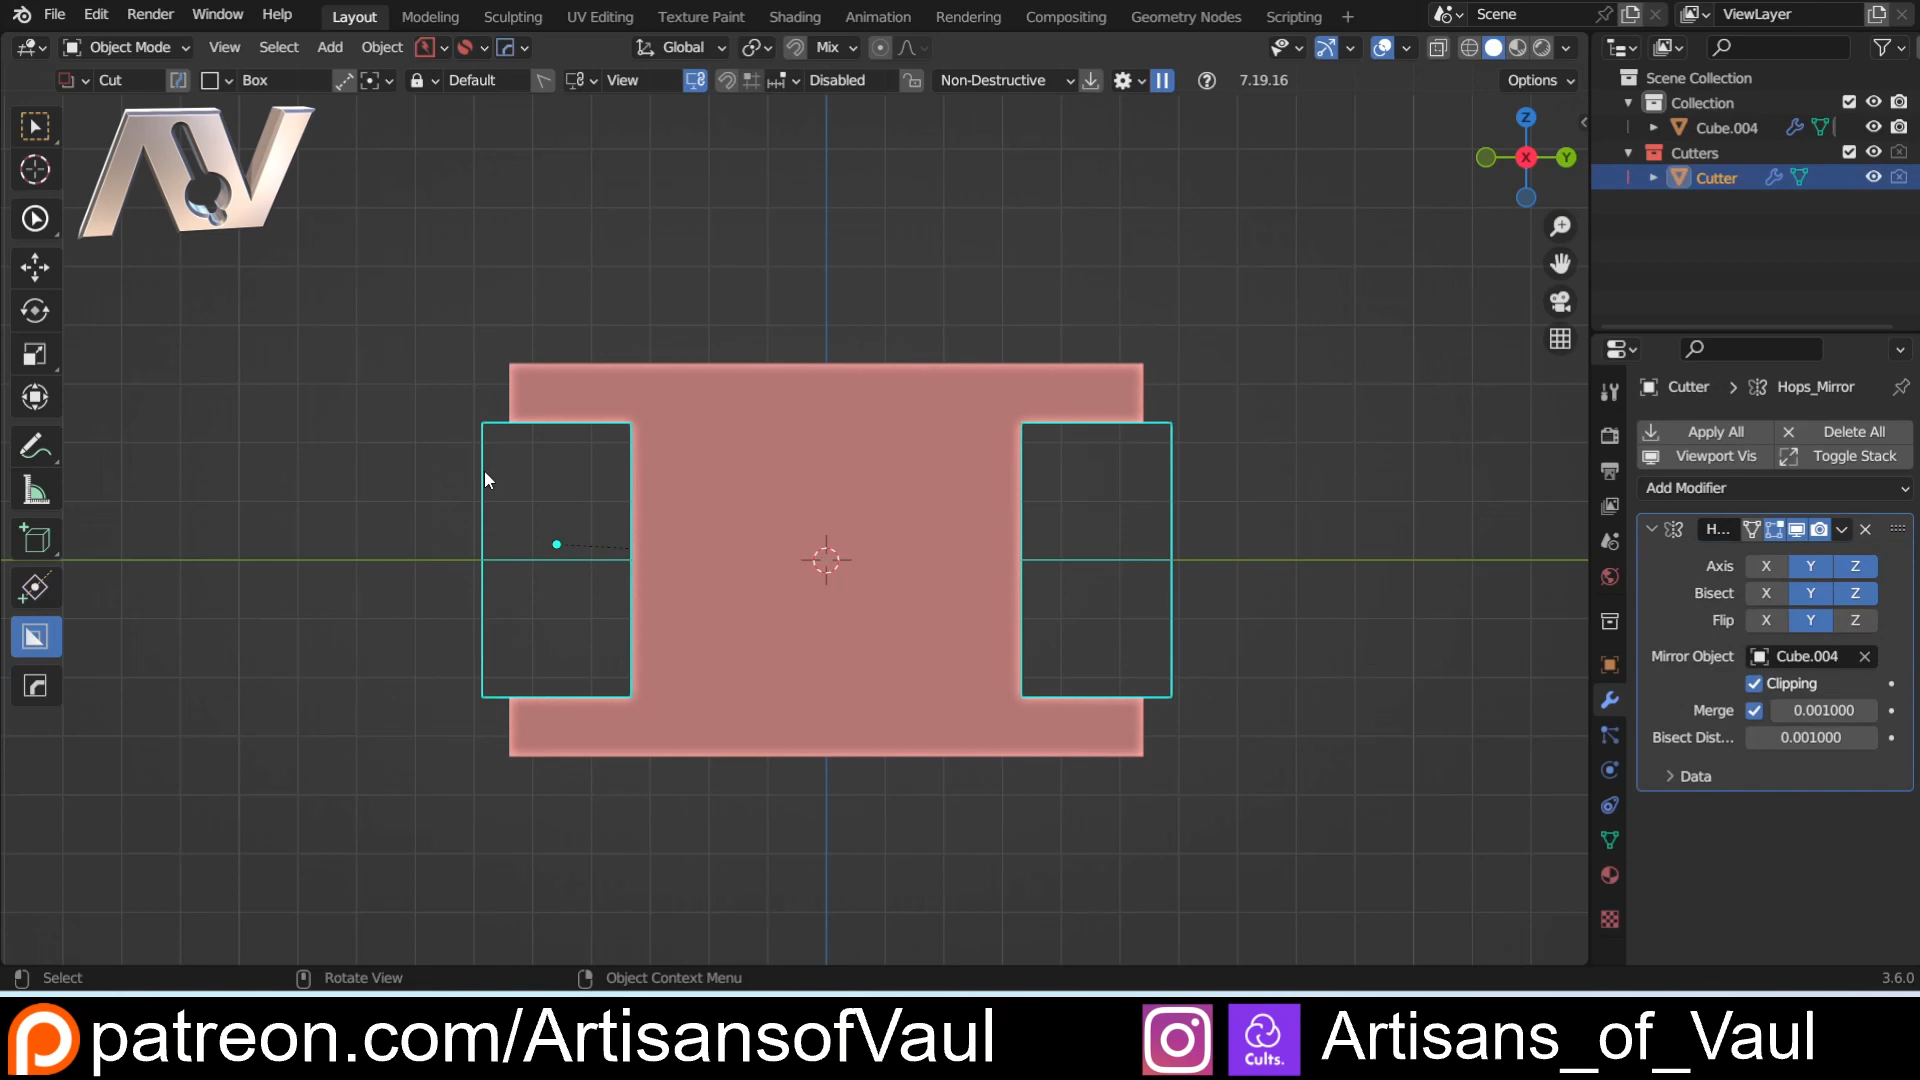 File Edit Render Window Help Layout Modeling Sculpting UV Editing Texture Paint Shading Animation Rendering Compositing Geometry Nodes Scripting + Scene ViewLayer
Object Mode View Select Add Object Global Mix
Cut Box Default View Disabled Non-Destructive 7.19.16 Options
Scene Collection
Collection
Cube.004
Cutters
Cutter
Z
X
Y
Cutter > Hops_Mirror
Apply All Delete All
Viewport Vis Toggle Stack
Add Modifier
H...
Axis X Y Z
Bisect X Y Z
Flip X Y Z
Mirror Object Cube.004
Clipping
Merge 0.001000
Bisect Dist... 0.001000
Data
Select Rotate View Object Context Menu 3.6.0
patreon.com/ArtisansofVaul Cults. Artisans_of_Vaul